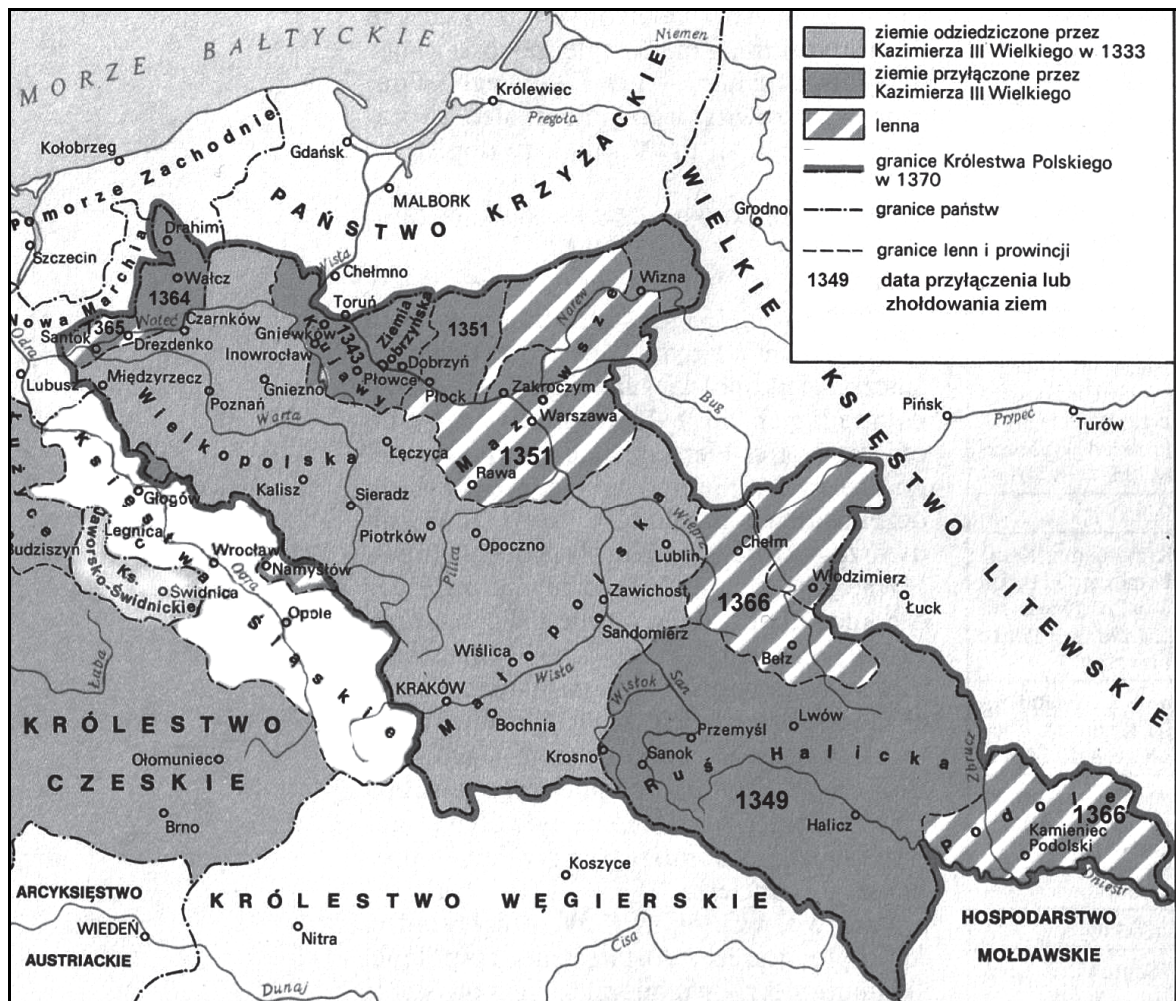 MORZE BAŁTYCKIE
ziemie odziedziczone przez
Kazimierza III Wielkiego w 1333
ziemie przyłączone przez
Kazimierza III Wielkiego
lenna
granice Królestwa Polskiego
w 1370
granice państw
granice lenn i prowincji
1349 data przyłączenia lub
zhołdowania ziem
Niemen
Królewiec
Pregoła
Kołobrzeg
Gdańsk
Pomorze Zachodnie
MALBORK
PAŃSTWO KRZYŻACKIE
WIELKIE
KSIĘSTWO LITEWSKIE
Grodno
Drahim
Szczecin
Wałcz
1364
Nowa Marchia
Wisła
Chełmno
Toruń
Wizna
Narew
1365
Noteć
Czarnków
Santok
Drezdenko
Odra
Gniewków
Inowrocław
Kujawy
1343
Ziemia
Dobrzyńska
1351
Dobrzyń
Płowce
Płock
Zakroczym
Warszawa
Mazowsze
1351
Rawa
Bug
Lubusz
Międzyrzecz
Gniezno
Poznań
Warta
Wielkopolska
Łęczyca
Kalisz
Sieradz
Piotrków
Pilica
Opoczno
Pińsk
Prypeć
Turów
Księstwa Śląskie
Głogów
Legnica
Jaworsko-Świdnickie
Ks.
Świdnica
Wrocław
Namysłów
Odra
Opole
Budziszyn
Łaba
Małopolska
Wieprz
Lublin
Zawichost
Sandomierz
Wiślica
Wisła
KRAKÓW
Bochnia
Chełm
Włodzimierz
Łuck
1366
Bełz
Wisłok
San
Przemyśl
Lwów
Krosno
Sanok
Ruś Halicka
1349
Halicz
Zbrucz
Podole
1366
Kamieniec
Podolski
Dniestr
KRÓLESTWO
CZESKIE
Ołomuniec
Brno
KRÓLESTWO WĘGIERSKIE
Koszyce
Nitra
Cisa
Dunaj
ARCYKSIĘSTWO
WIEDEŃ
AUSTRIACKIE
HOSPODARSTWO
MOŁDAWSKIE